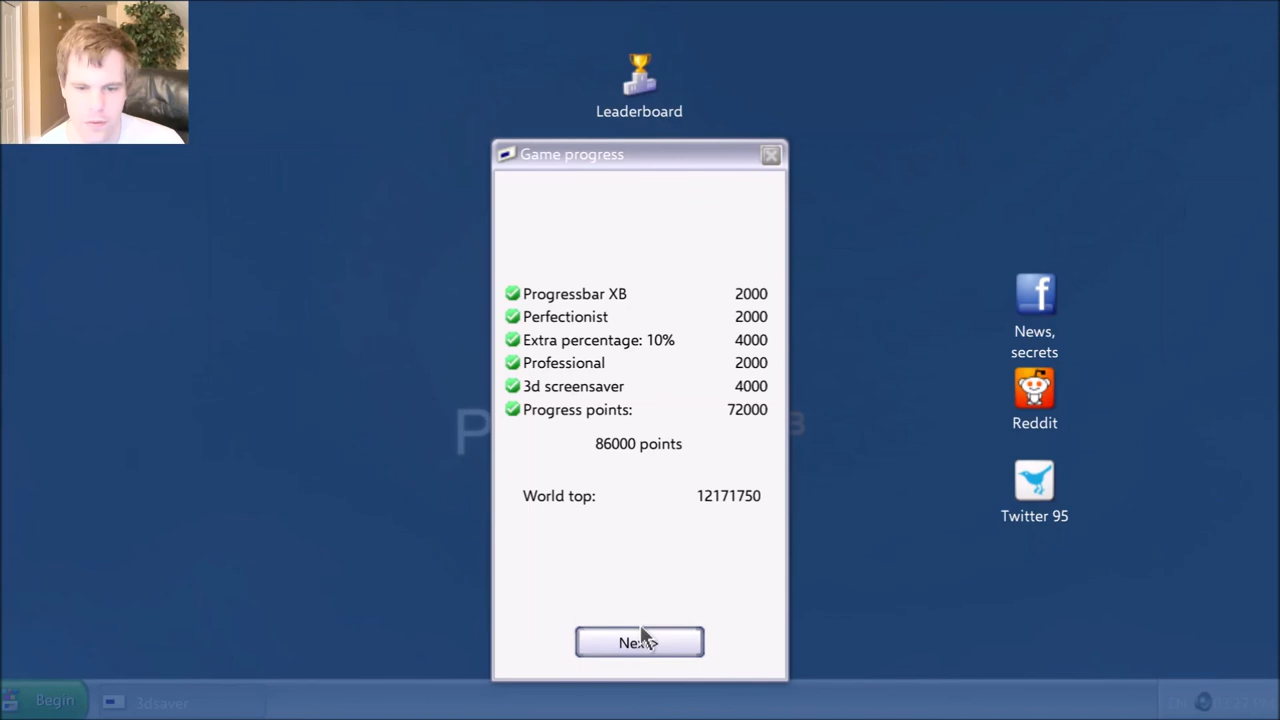 Leaderboard
Game progress
Progressbar XB 2000
Perfectionist 2000
Extra percentage: 10% 4000
Professional 2000
3d screensaver 4000
Progress points: 72000
86000 points
World top: 12171750
News,
secrets
Reddit
Twitter 95
Begin
3dsaver
EN